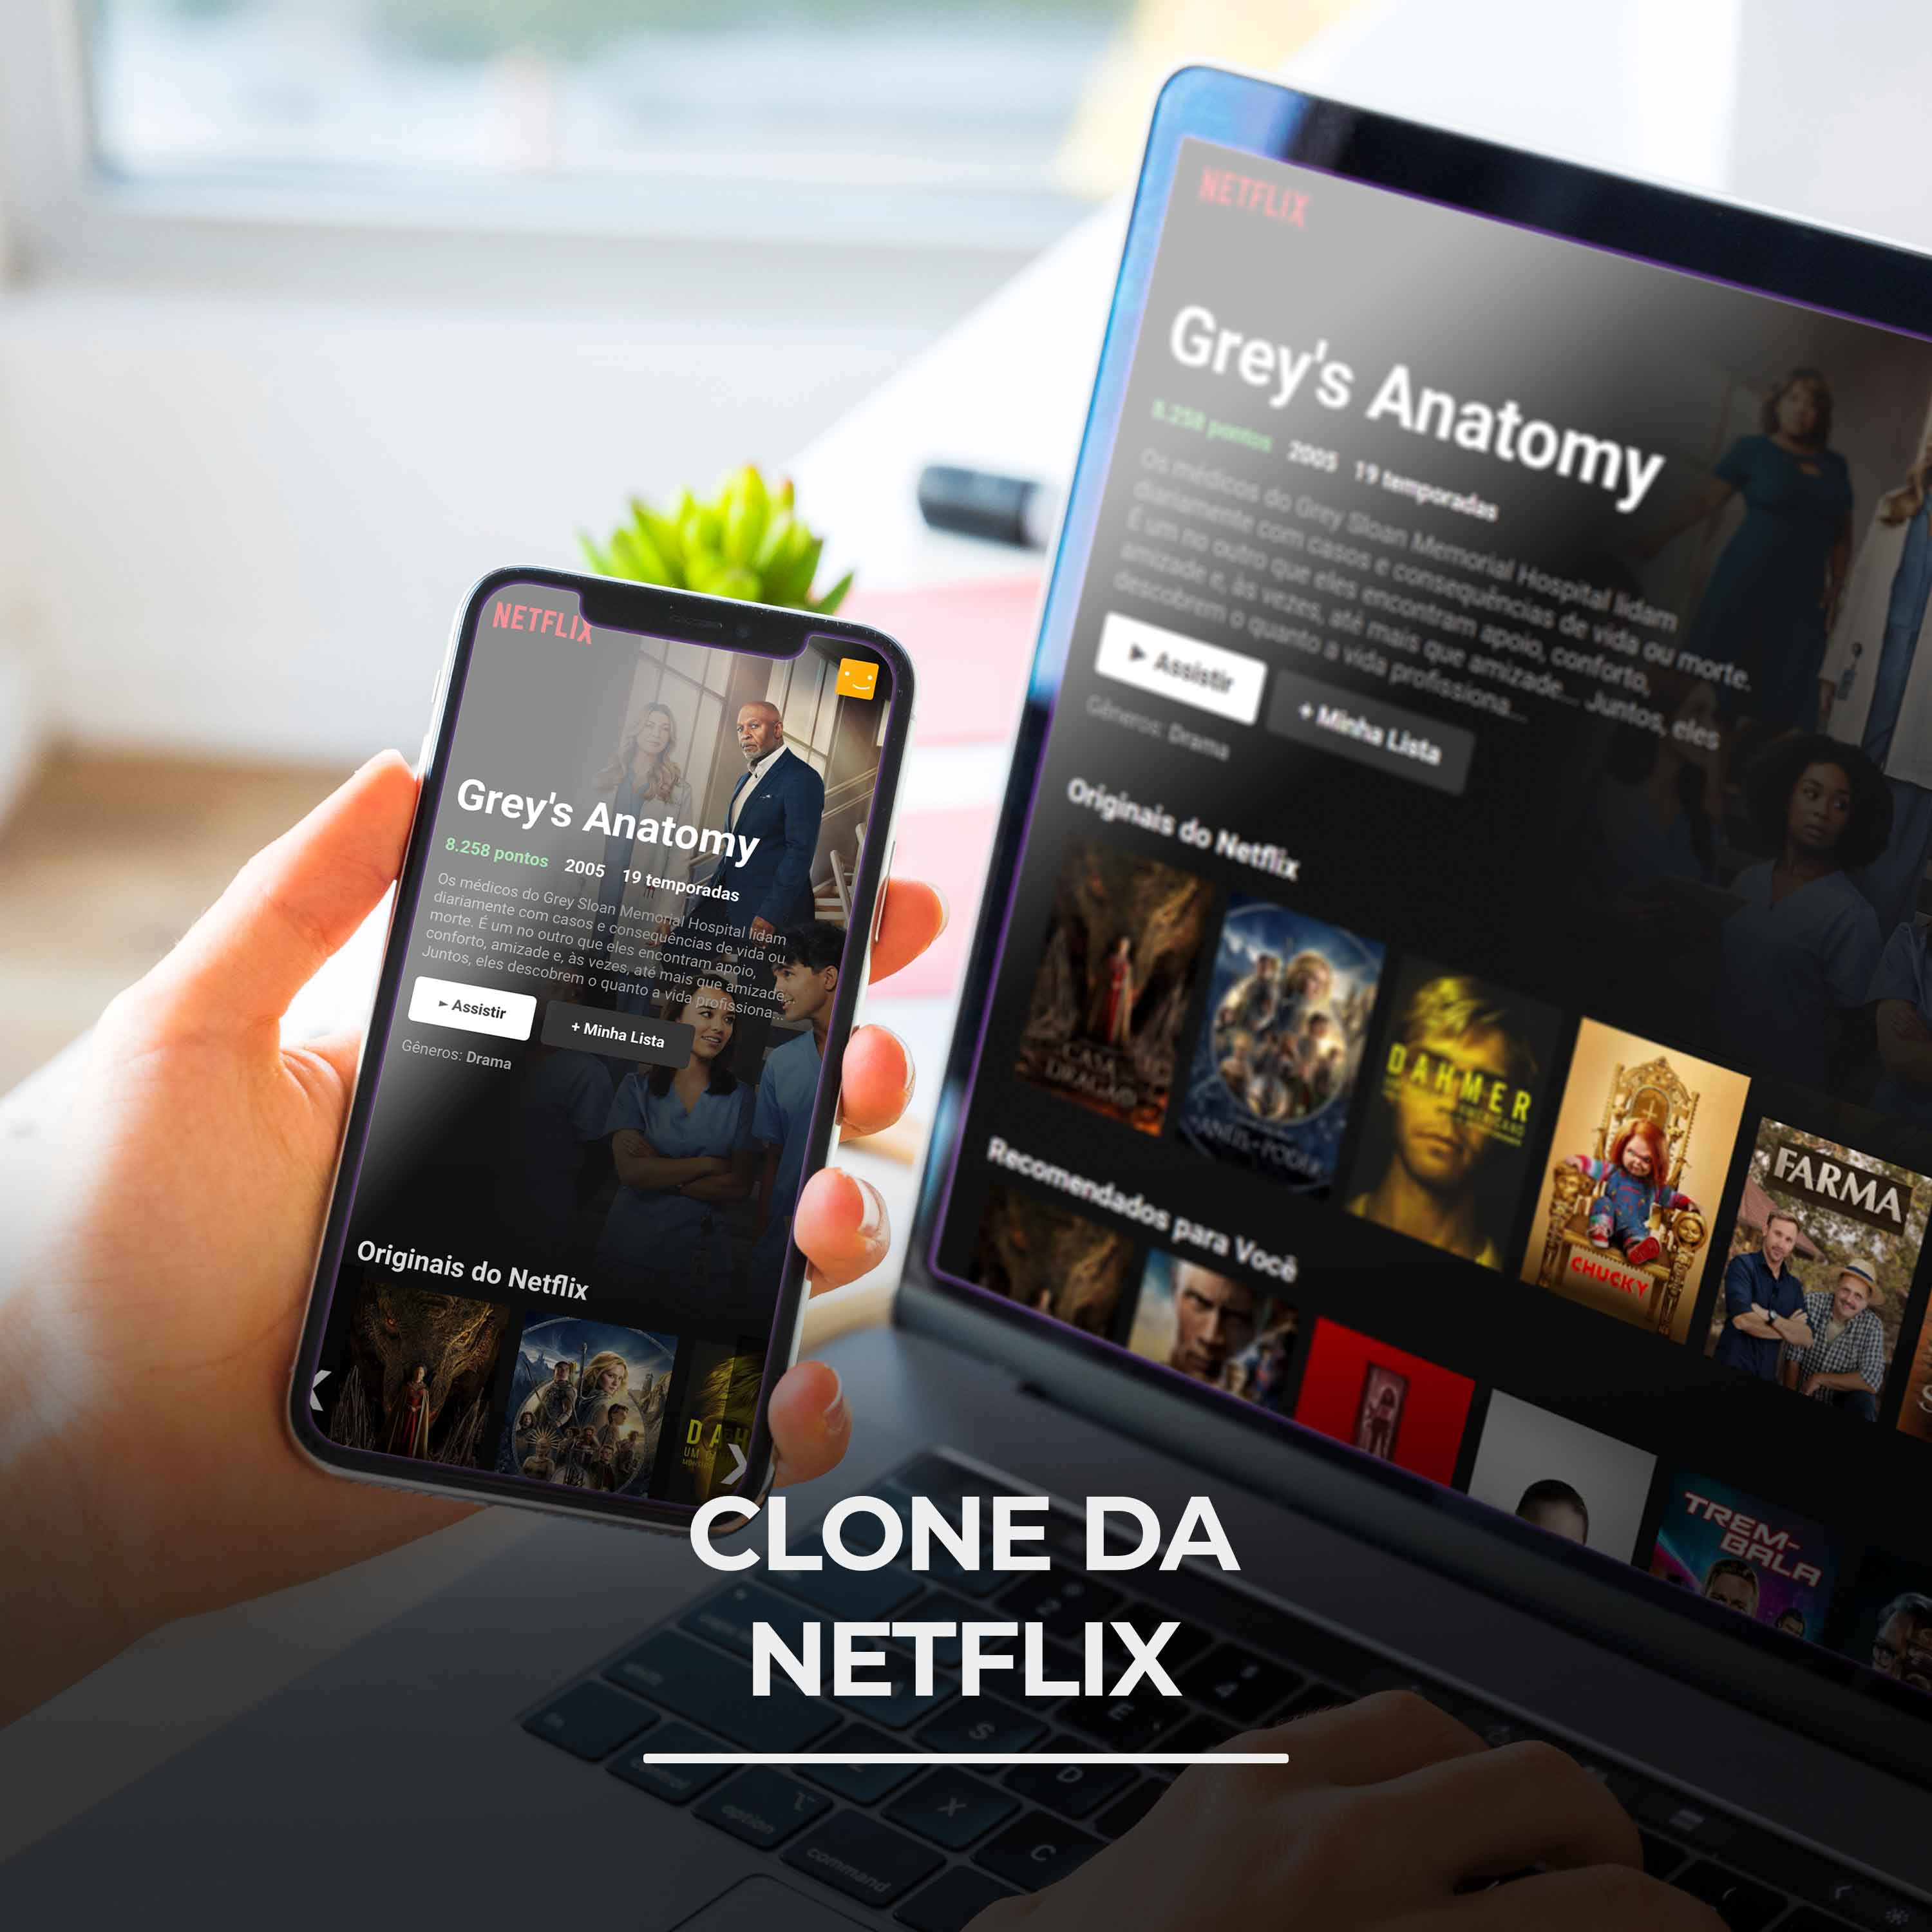 NETFLIX
Grey's Anatomy
8.258 pontos 2005 19 temporadas
Os médicos do Grey Sloan Memorial Hospital lidam
diariamente com casos e consequências de vida ou
morte. É um no outro que eles encontram apoio,
conforto, amizade e, às vezes, até mais que amizade...
Juntos, eles descobrem o quanto a vida profissiona...
► Assistir
+ Minha Lista
Gêneros: Drama
Originais do Netflix
DAH
UM
NETFLIX
Grey's Anatomy
8.258 pontos 2005 19 temporadas
Os médicos do Grey Sloan Memorial Hospital lidam
diariamente com casos e consequências de vida ou morte.
É um no outro que eles encontram apoio, conforto,
amizade e, às vezes, até mais que amizade... Juntos, eles
descobrem o quanto a vida profissiona...
► Assistir
+ Minha Lista
Gêneros: Drama
Originais do Netflix
CASA
DRAGÃO
ANÉIS PODER
DAHMER
CHUCKY
FARMA
Recomendados para Você
TREM-
BALA
CLONE DA
NETFLIX
S
D
X
C
E
2
control
option
command